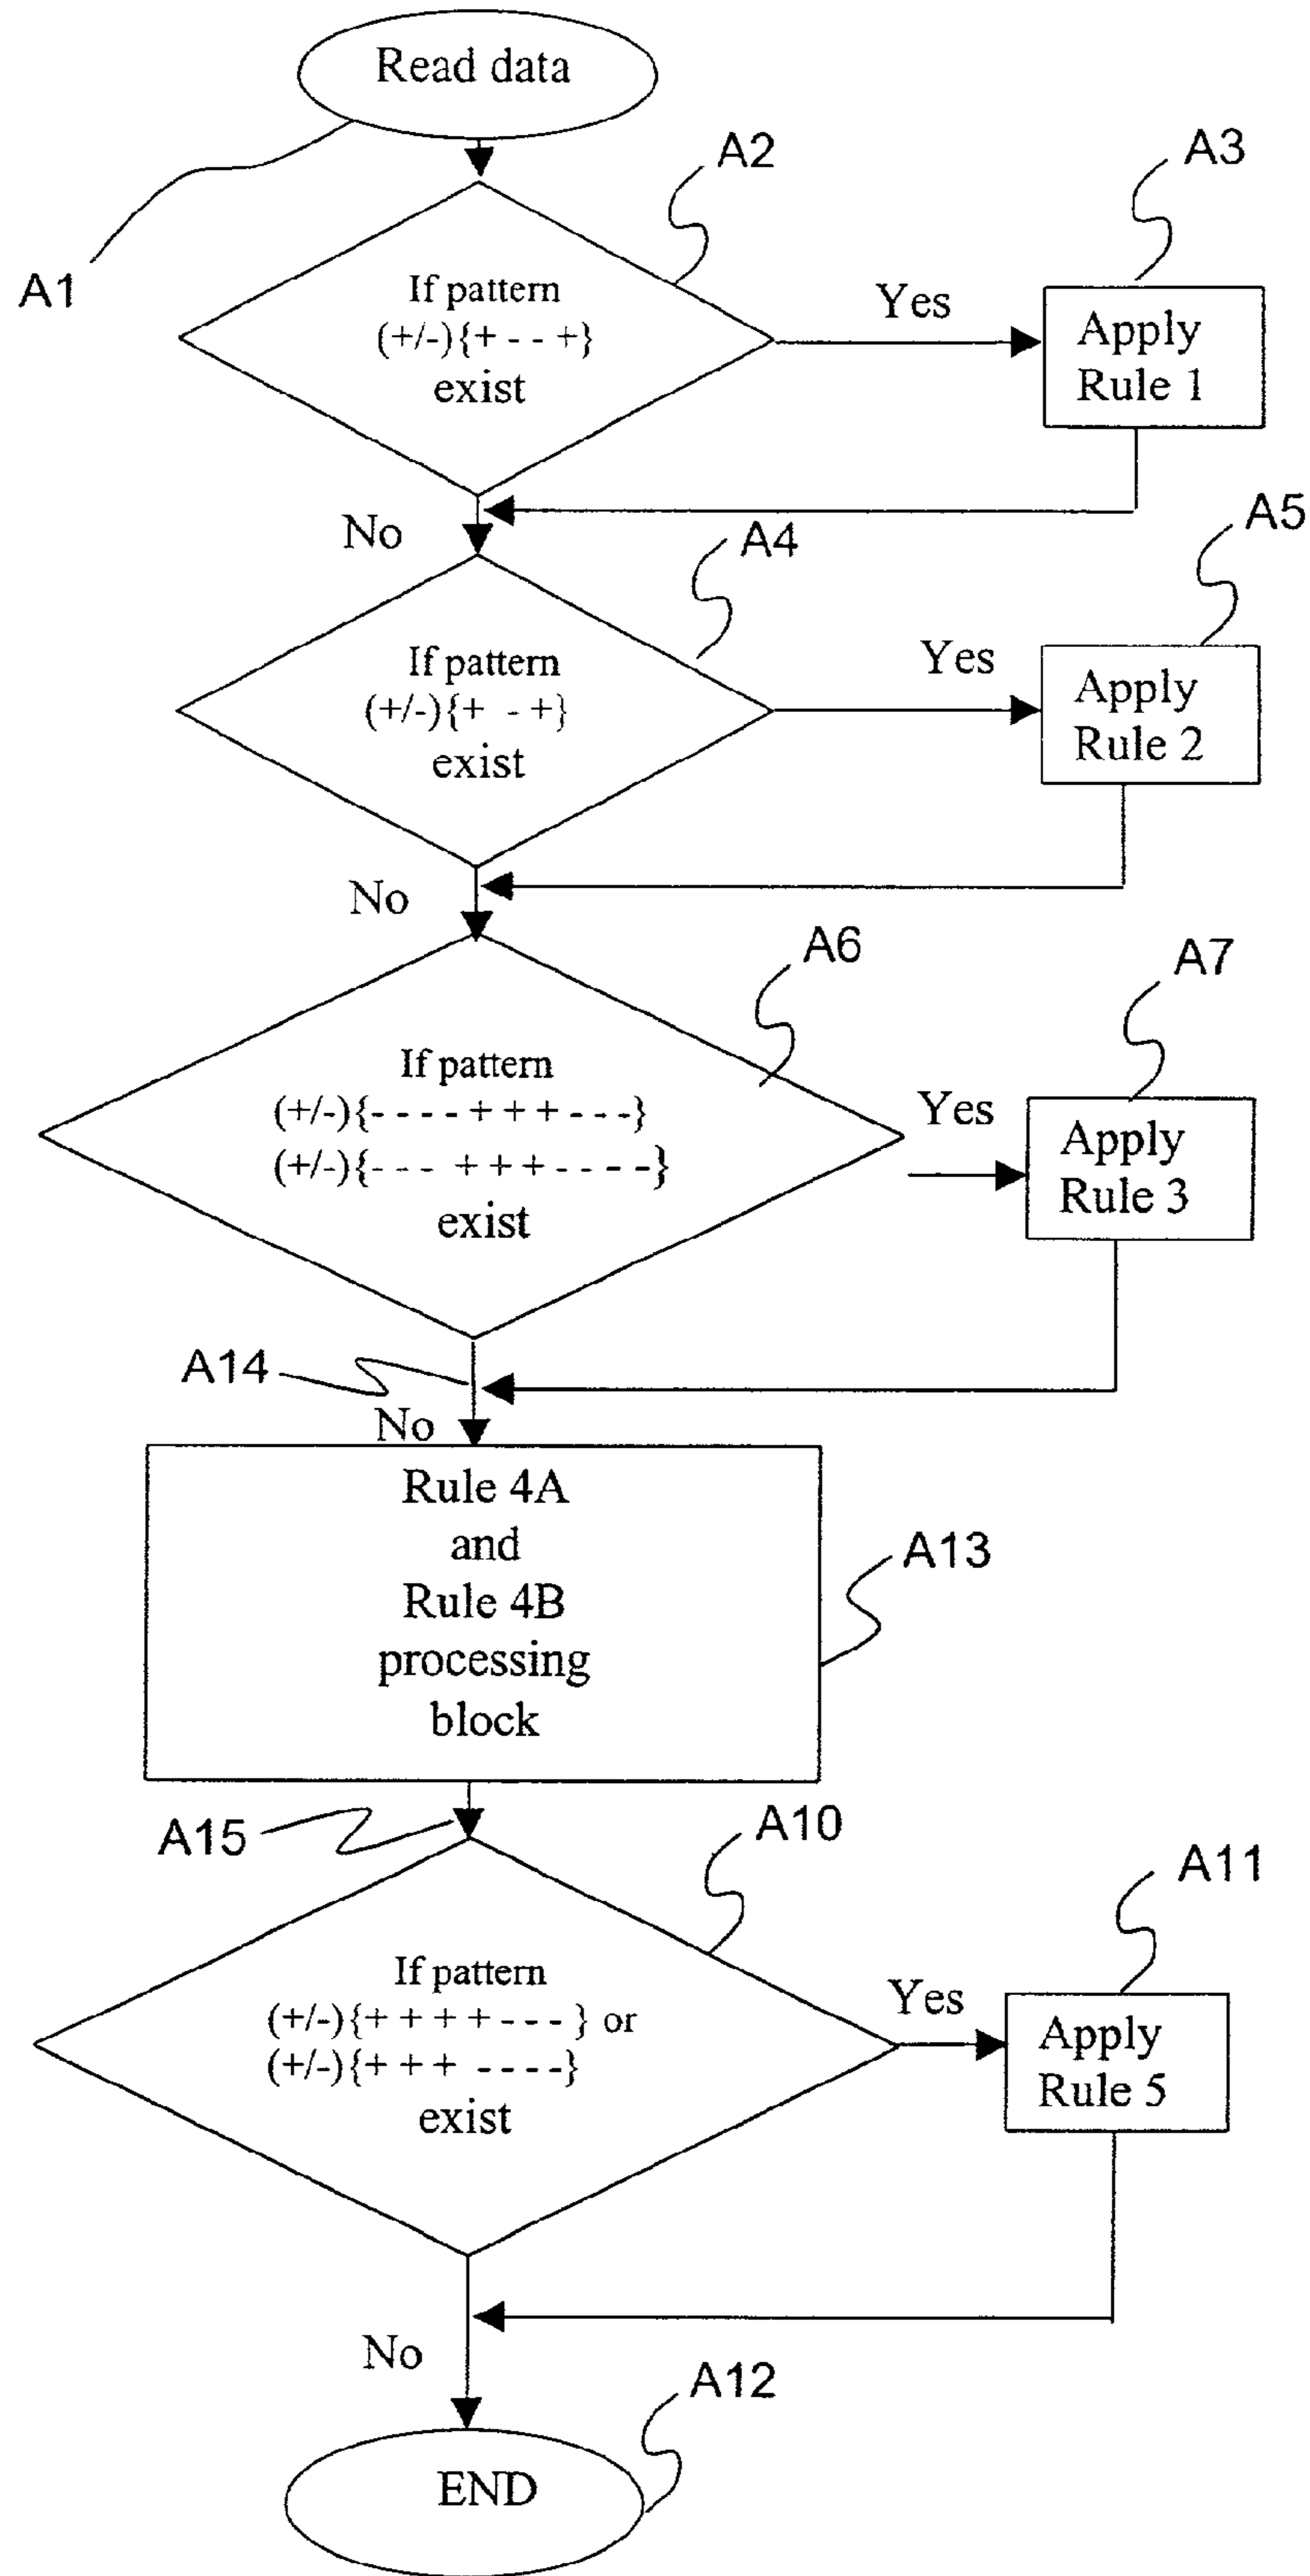 Read data
A1
A2
A3
If pattern
(+/-){+ - - +}
exist
Yes
Apply
Rule 1
No
A4
A5
If pattern
(+/-){+ - +}
exist
Yes
Apply
Rule 2
No
A6
A7
If pattern
(+/-){- - - - + + + - - -}
(+/-){- - - + + + - - - -}
exist
Yes
Apply
Rule 3
A14
No
Rule 4A
and
Rule 4B
processing
block
A13
A15
A10
A11
If pattern
(+/-){+ + + + - - - } or
(+/-){+ + + - - - -}
exist
Yes
Apply
Rule 5
No
A12
END